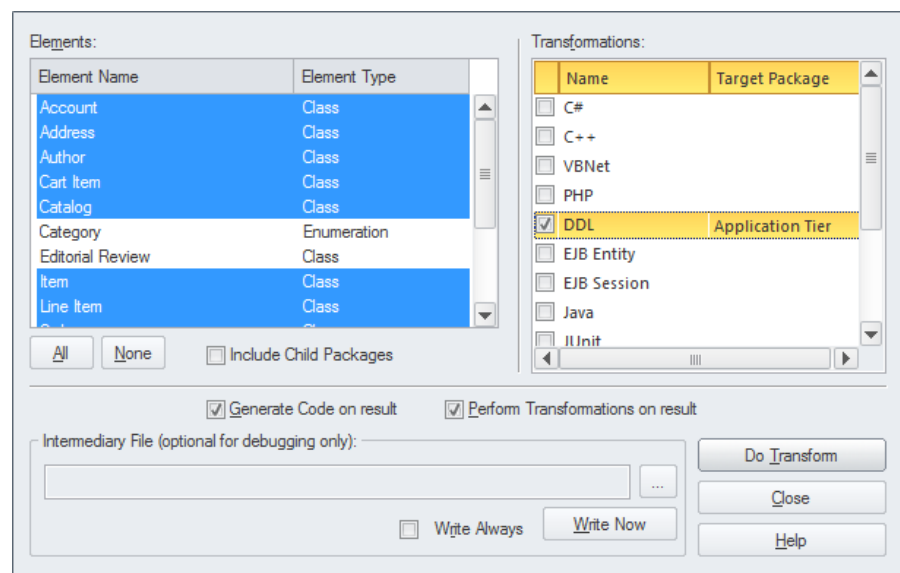 Elements:
Element Name Element Type
Account Class
Address Class
Author Class
Cart Item Class
Catalog Class
Category Enumeration
Editorial Review Class
Item Class
Line Item Class
All None Include Child Packages
Transformations:
Name Target Package
C#
C++
VBNet
PHP
DDL Application Tier
EJB Entity
EJB Session
Java
JUnit
Generate Code on result Perform Transformations on result
Intermediary File (optional for debugging only):
...
Write Always Write Now
Do Transform
Close
Help